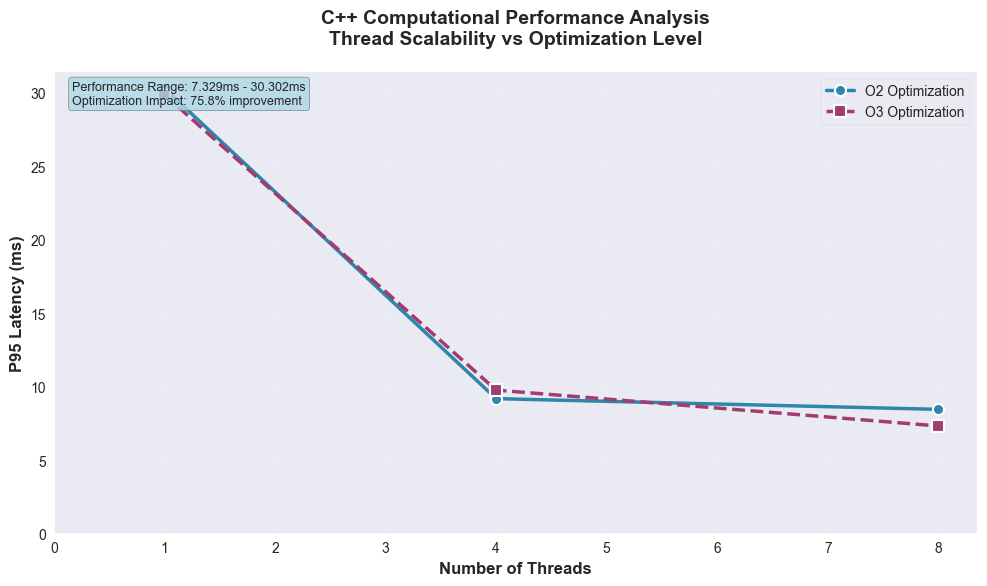 C++ Computational Performance Analysis
Thread Scalability vs Optimization Level
Performance Range: 7.329ms - 30.302ms
Optimization Impact: 75.8% improvement
O2 Optimization
O3 Optimization
P95 Latency (ms)
30
25
20
15
10
5
0
0 1 2 3 4 5 6 7 8
Number of Threads